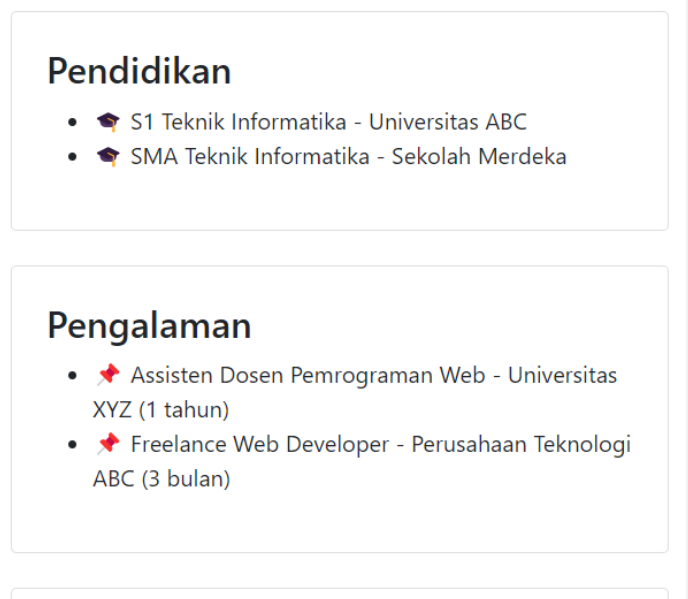 Pendidikan
• 🎓 S1 Teknik Informatika - Universitas ABC
• 🎓 SMA Teknik Informatika - Sekolah Merdeka
Pengalaman
• 📌 Assisten Dosen Pemrograman Web - Universitas
XYZ (1 tahun)
• 📌 Freelance Web Developer - Perusahaan Teknologi
ABC (3 bulan)